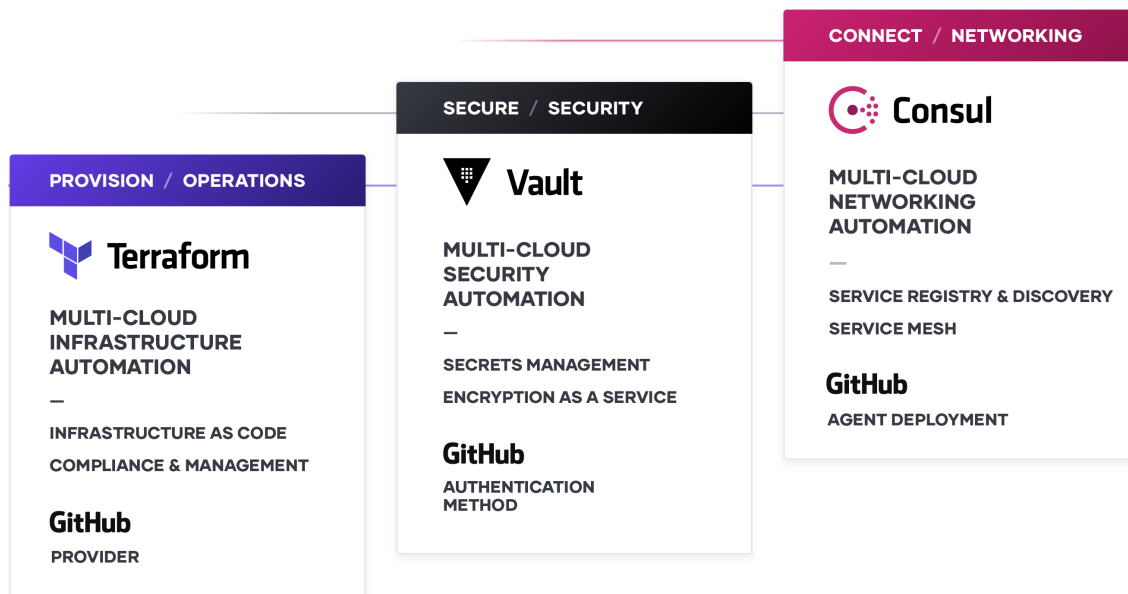 PROVISION / OPERATIONS
Terraform
MULTI-CLOUD
INFRASTRUCTURE
AUTOMATION
—
INFRASTRUCTURE AS CODE
COMPLIANCE & MANAGEMENT
GitHub
PROVIDER
SECURE / SECURITY
Vault
MULTI-CLOUD
SECURITY
AUTOMATION
—
SECRETS MANAGEMENT
ENCRYPTION AS A SERVICE
GitHub
AUTHENTICATION
METHOD
CONNECT / NETWORKING
Consul
MULTI-CLOUD
NETWORKING
AUTOMATION
—
SERVICE REGISTRY & DISCOVERY
SERVICE MESH
GitHub
AGENT DEPLOYMENT